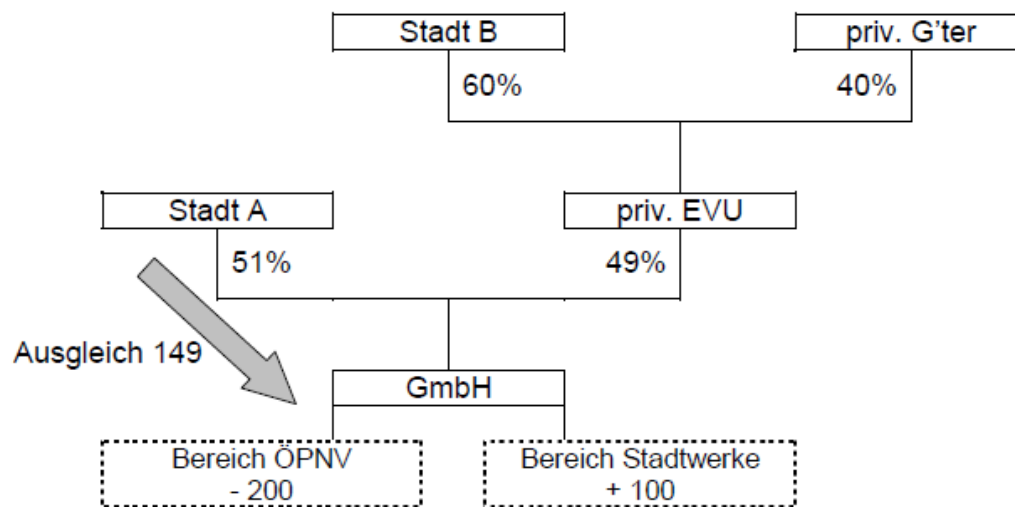 Stadt B
priv. G'ter
60%
40%
Stadt A
priv. EVU
51%
49%
Ausgleich 149
GmbH
Bereich ÖPNV
- 200
Bereich Stadtwerke
+ 100